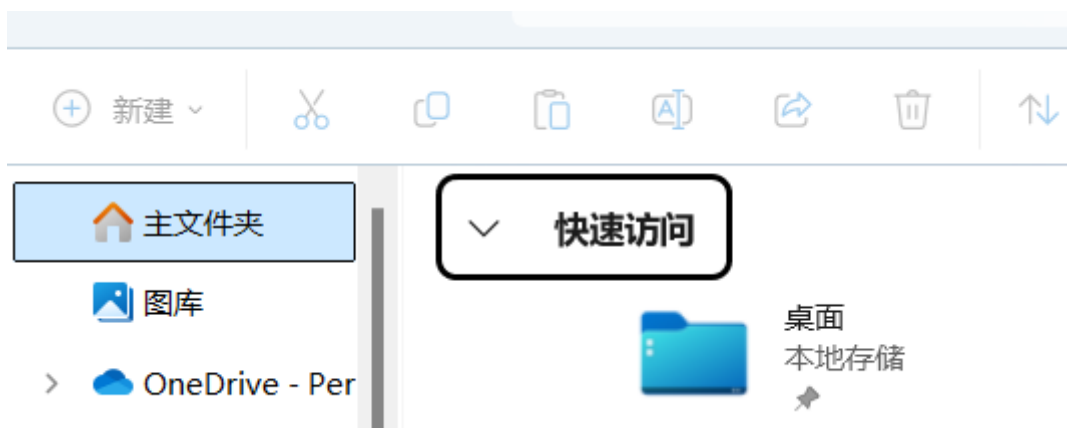 新建
主文件夹
快速访问
图库
桌面
本地存储
OneDrive - Per